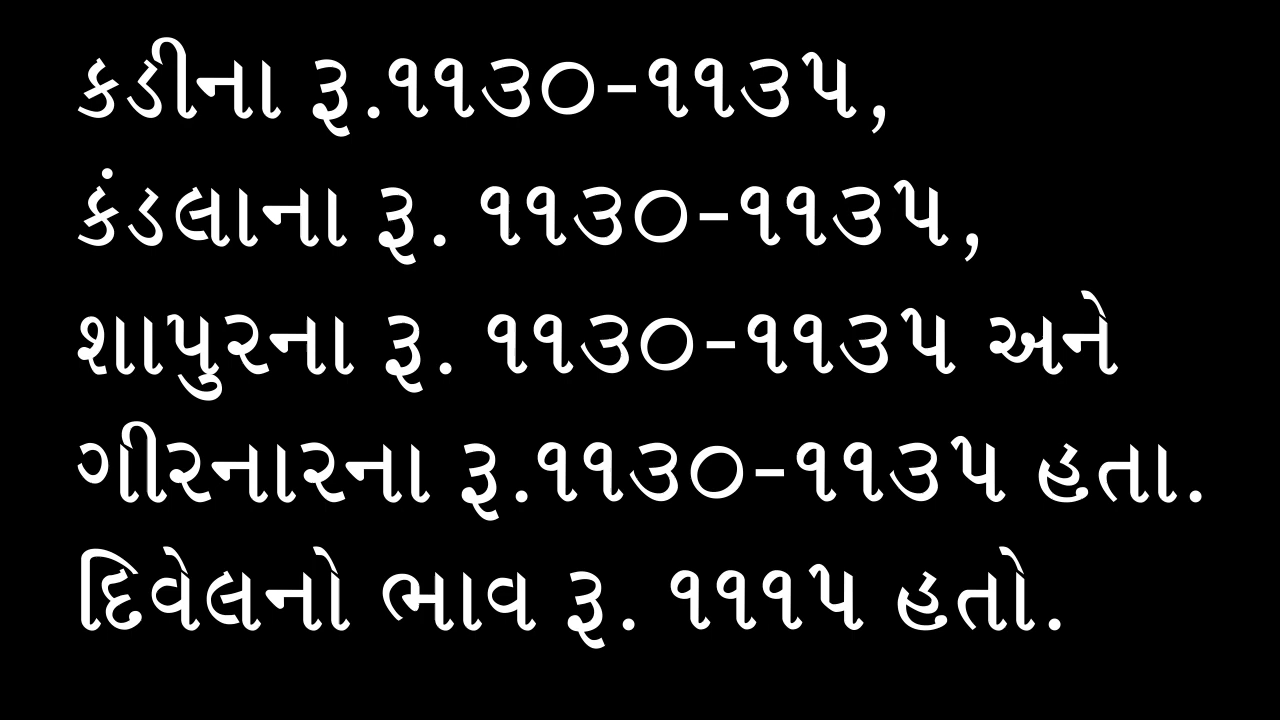 કડીના રૂ.૧૧૩૦-૧૧૩૫,
કંડલાના રૂ. ૧૧૩૦-૧૧૩૫,
શાપુરના રૂ. ૧૧૩૦-૧૧૩૫ અને
ગીરનારના રૂ.૧૧૩૦-૧૧૩૫ હતા.
દિવેલનો ભાવ રૂ. ૧૧૧૫ હતો.